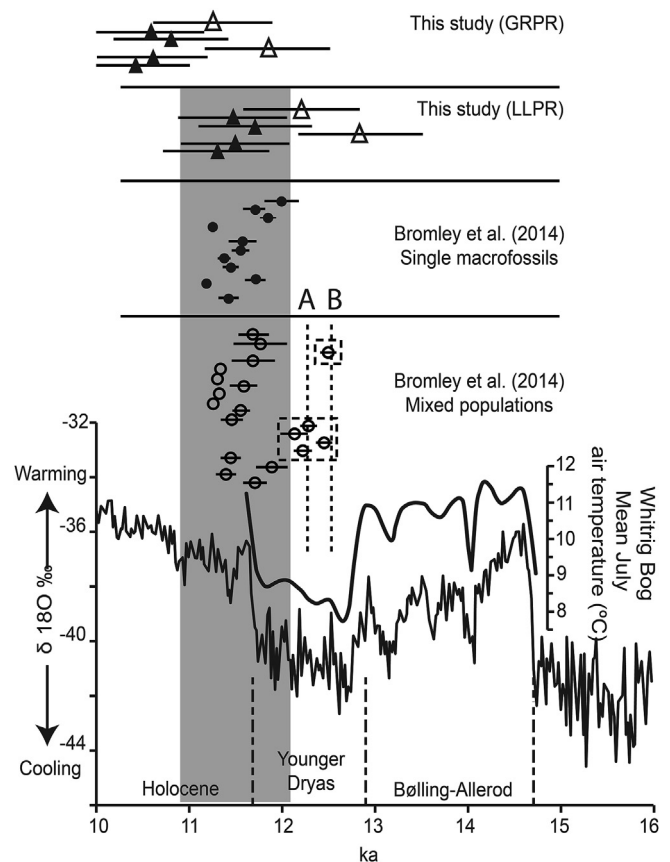 This study (GRPR)
This study (LLPR)
Bromley et al. (2014)
Single macrofossils
A B
Bromley et al. (2014)
Mixed populations
-32
-36
-40
-44
Warming
δ 18O ‰
Cooling
12
11
10
9
8
Whitrig Bog
Mean July
air temperature (°C)
Holocene
Younger
Dryas
Bølling-Allerod
10 11 12 13 14 15 16
ka